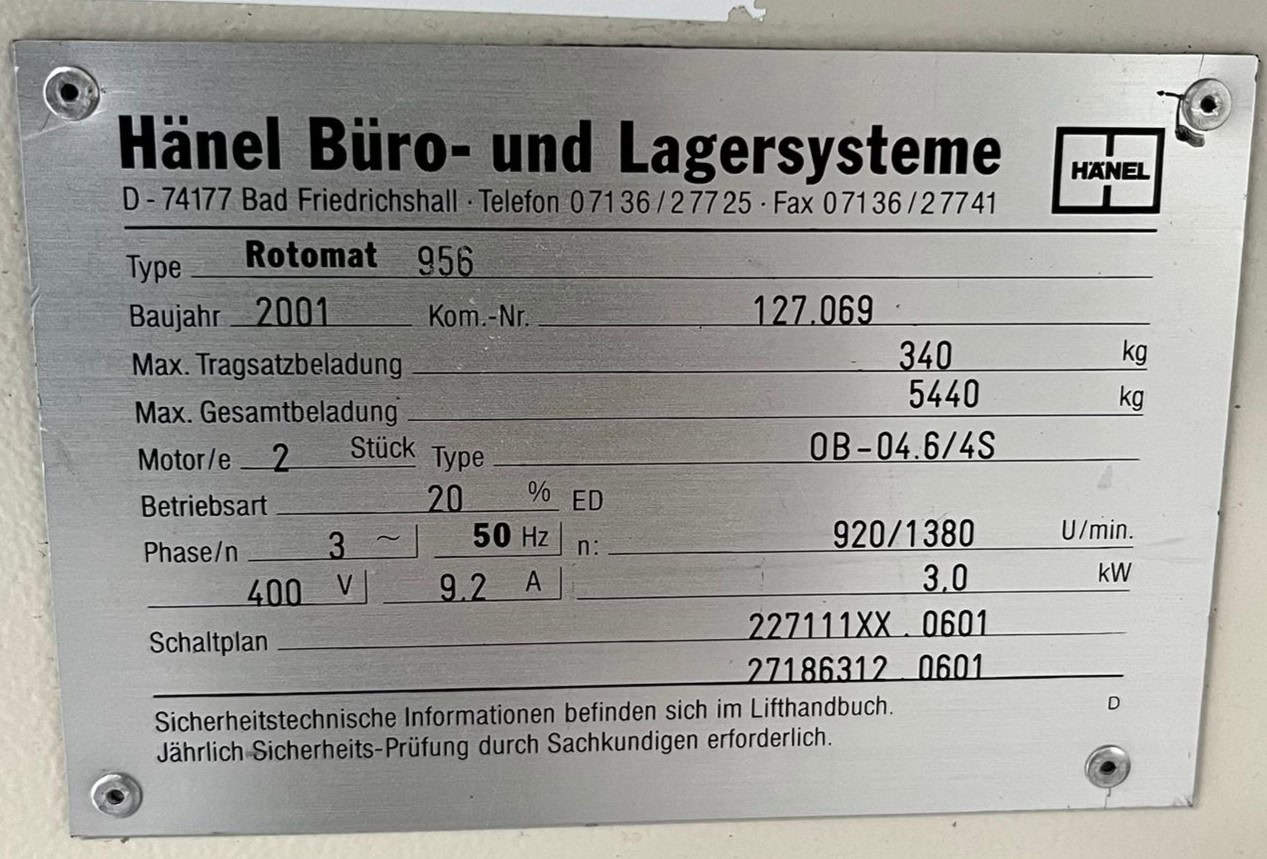 Hänel Büro- und Lagersysteme
HÄNEL
D - 74177 Bad Friedrichshall · Telefon 07136/27725 · Fax 07136/27741
Type Rotomat 956
Baujahr 2001 Kom.-Nr. 127.069
Max. Tragsatzbeladung 340 kg
Max. Gesamtbeladung 5440 kg
Motor/e 2 Stück Type OB-04.6/4S
Betriebsart 20 % ED
Phase/n 3 ~ 50 Hz n: 920/1380 U/min.
400 V 9.2 A 3,0 kW
Schaltplan 227111XX . 0601
27186312 . 0601
Sicherheitstechnische Informationen befinden sich im Lifthandbuch. D
Jährlich Sicherheits-Prüfung durch Sachkundigen erforderlich.